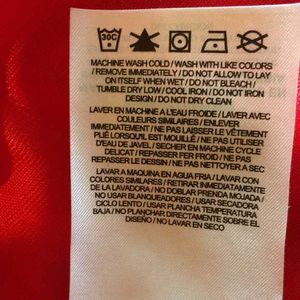 30C
MACHINE WASH COLD / WASH WITH LIKE COLORS
/ REMOVE IMMEDIATELY / DO NOT ALLOW TO LAY
ON ITSELF WHEN WET / DO NOT BLEACH /
TUMBLE DRY LOW / COOL IRON / DO NOT IRON
DESIGN / DO NOT DRY CLEAN
LAVER EN MACHINE A L'EAU FROIDE / LAVER AVEC
COULEURS SIMILAIRES / ENLEVER
IMMÉDIATEMENT / NE PAS LAISSER LE VÊTEMENT
PLIÉ LORSQU'IL EST MOUILLÉ / NE PAS UTILISER
D'EAU DE JAVEL / SECHER EN MACHINE CYCLE
DELICAT / REPASSER FER FROID / NE PAS
REPASSER LE DESSIN / NE PAS NETTOYER A SEC
LAVAR A MAQUINA EN AGUA FRIA / LAVAR CON
COLORES SIMILARES / RETIRAR INMEDIATAMENTE
DE LA LAVADORA / NO DOBLAR PRENDA MOJADA /
NO USAR BLANQUEADORES / USAR SECADORA
CICLO LENTO / USAR PLANCHA TEMPERATURA
BAJA / NO PLANCHAR DIRECTAMENTE SOBRE EL
DISEÑO / NO LAVAR EN SECO